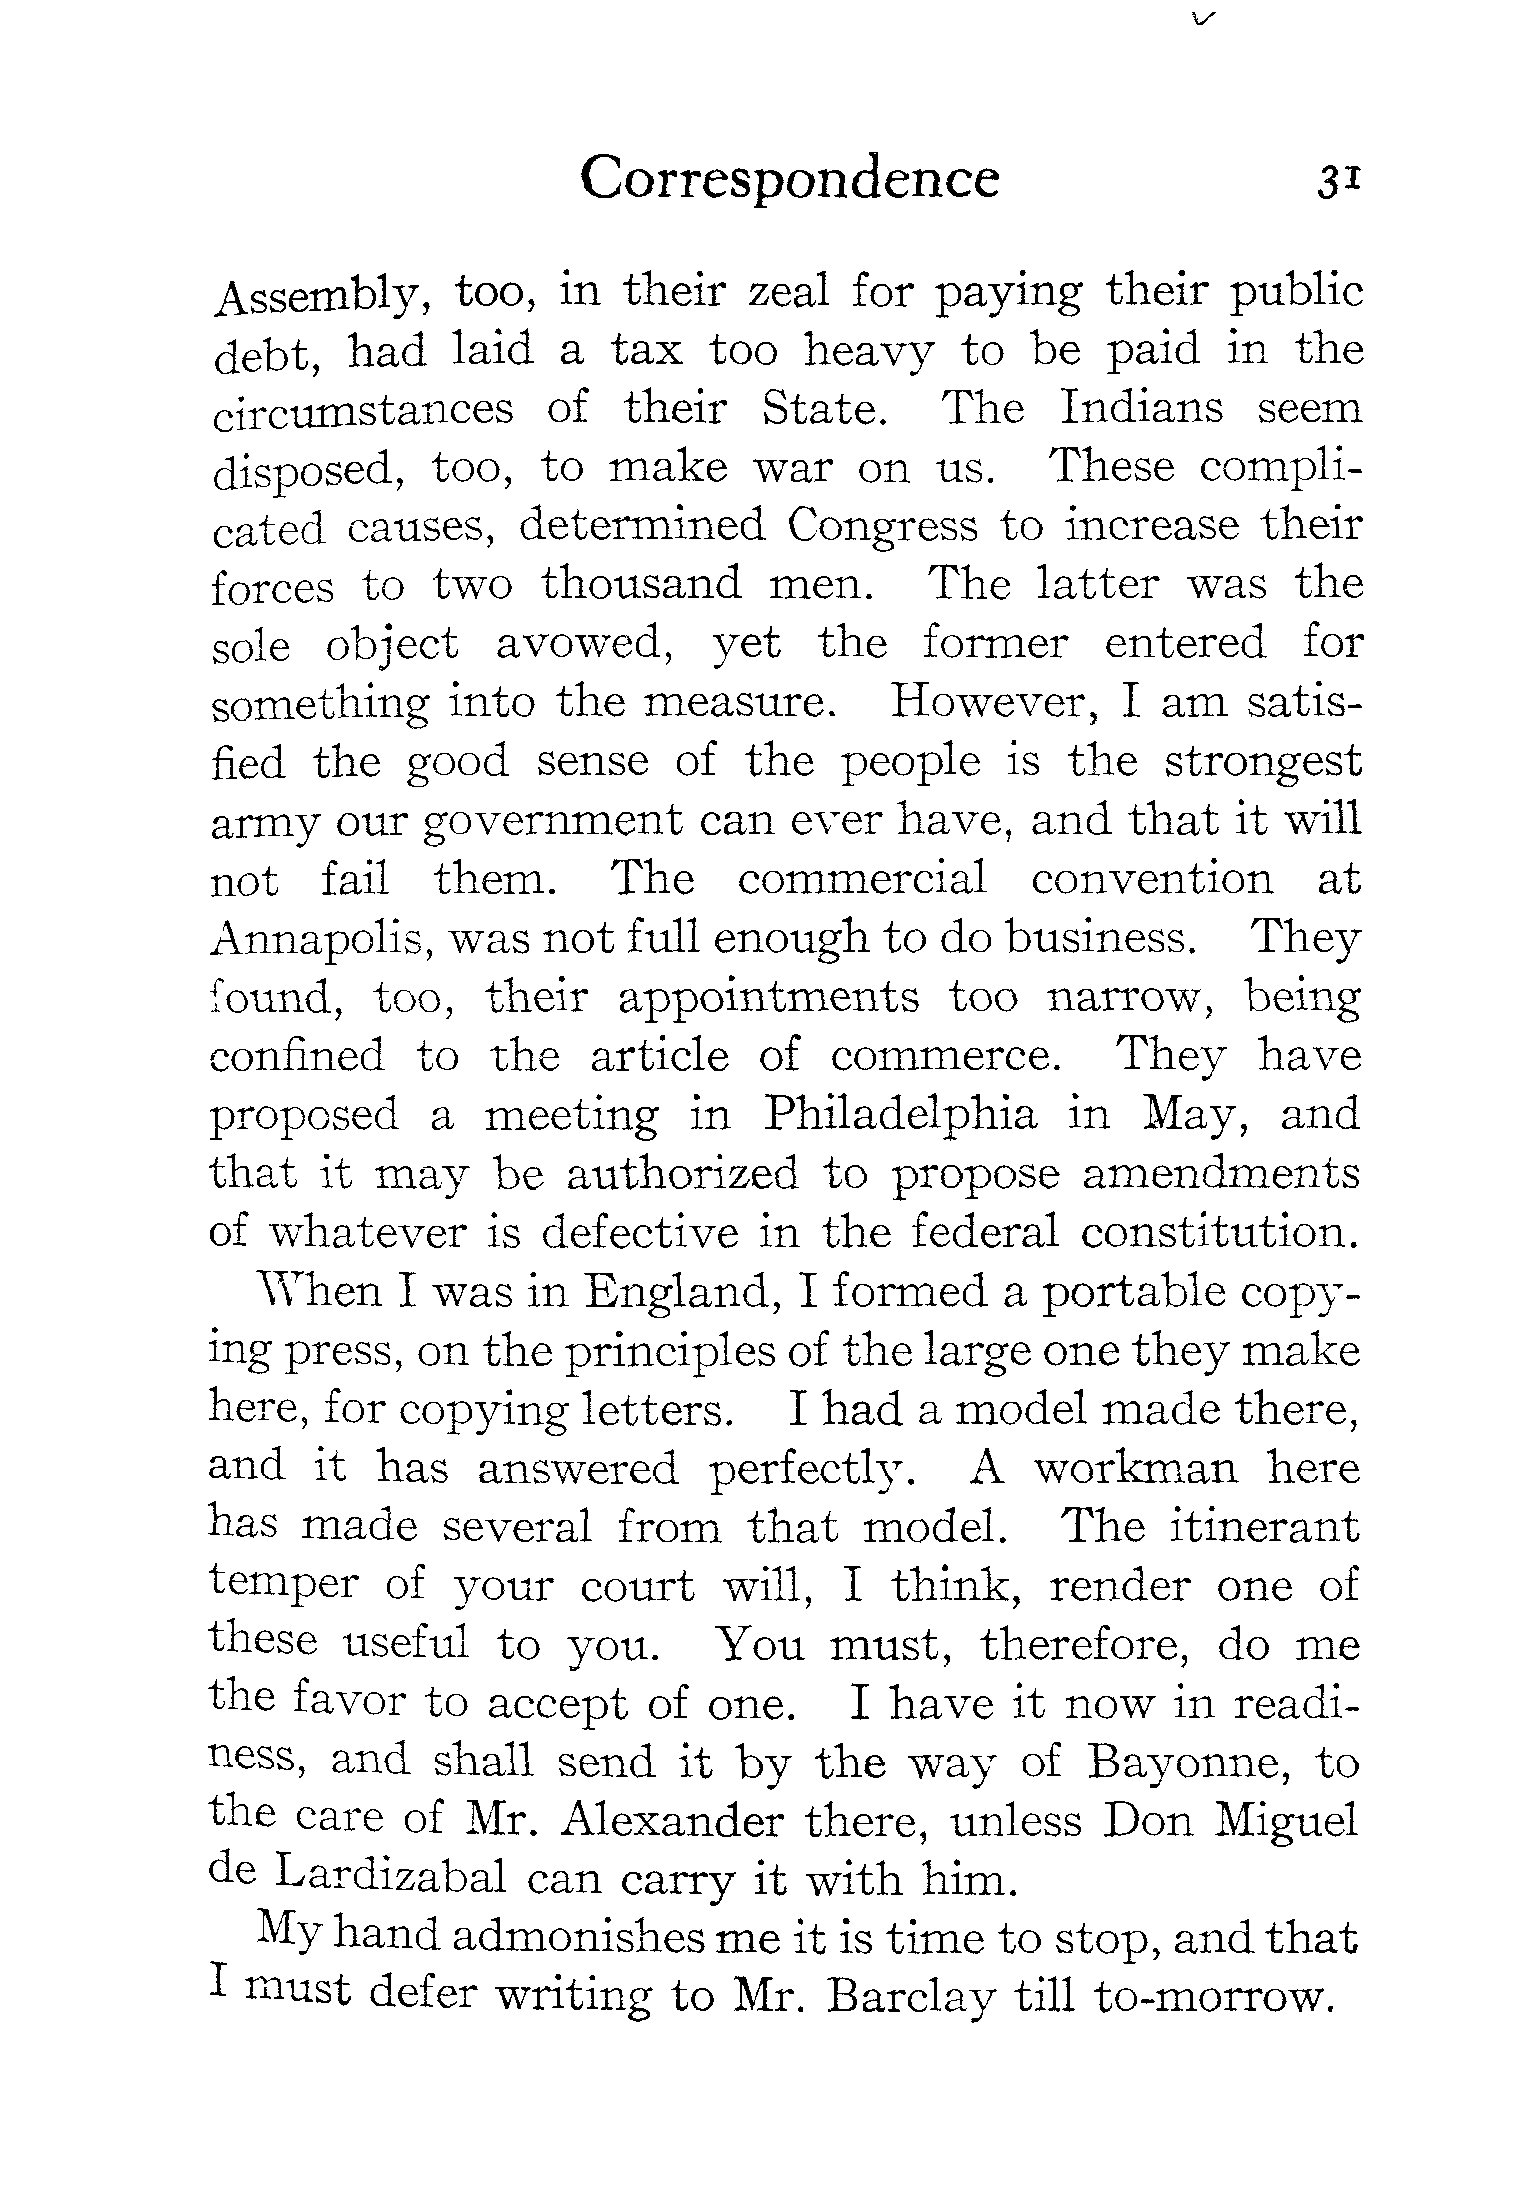 Correspondence 31
Assembly, too, in their zeal for paying their public
debt, had laid a tax too heavy to be paid in the
circumstances of their State. The Indians seem
disposed, too, to make war on us. These compli-
cated causes, determined Congress to increase their
forces to two thousand men. The latter was the
sole object avowed, yet the former entered for
something into the measure. However, I am satis-
fied the good sense of the people is the strongest
army our government can ever have, and that it will
not fail them. The commercial convention at
Annapolis, was not full enough to do business. They
found, too, their appointments too narrow, being
confined to the article of commerce. They have
proposed a meeting in Philadelphia in May, and
that it may be authorized to propose amendments
of whatever is defective in the federal constitution.
When I was in England, I formed a portable copy-
ing press, on the principles of the large one they make
here, for copying letters. I had a model made there,
and it has answered perfectly. A workman here
has made several from that model. The itinerant
temper of your court will, I think, render one of
these useful to you. You must, therefore, do me
the favor to accept of one. I have it now in readi-
ness, and shall send it by the way of Bayonne, to
the care of Mr. Alexander there, unless Don Miguel
de Lardizabal can carry it with him.
My hand admonishes me it is time to stop, and that
I must defer writing to Mr. Barclay till to-morrow.